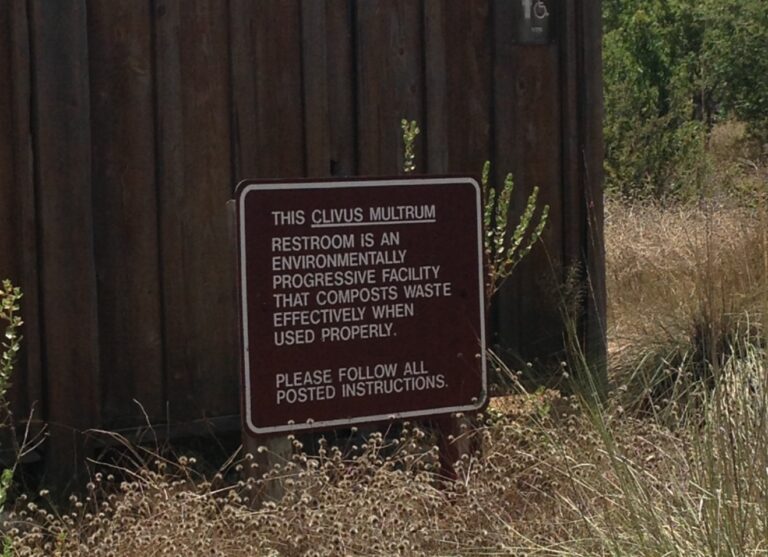 THIS CLIVUS MULTRUM
RESTROOM IS AN
ENVIRONMENTALLY
PROGRESSIVE FACILITY
THAT COMPOSTS WASTE
EFFECTIVELY WHEN
USED PROPERLY.
PLEASE FOLLOW ALL
POSTED INSTRUCTIONS.